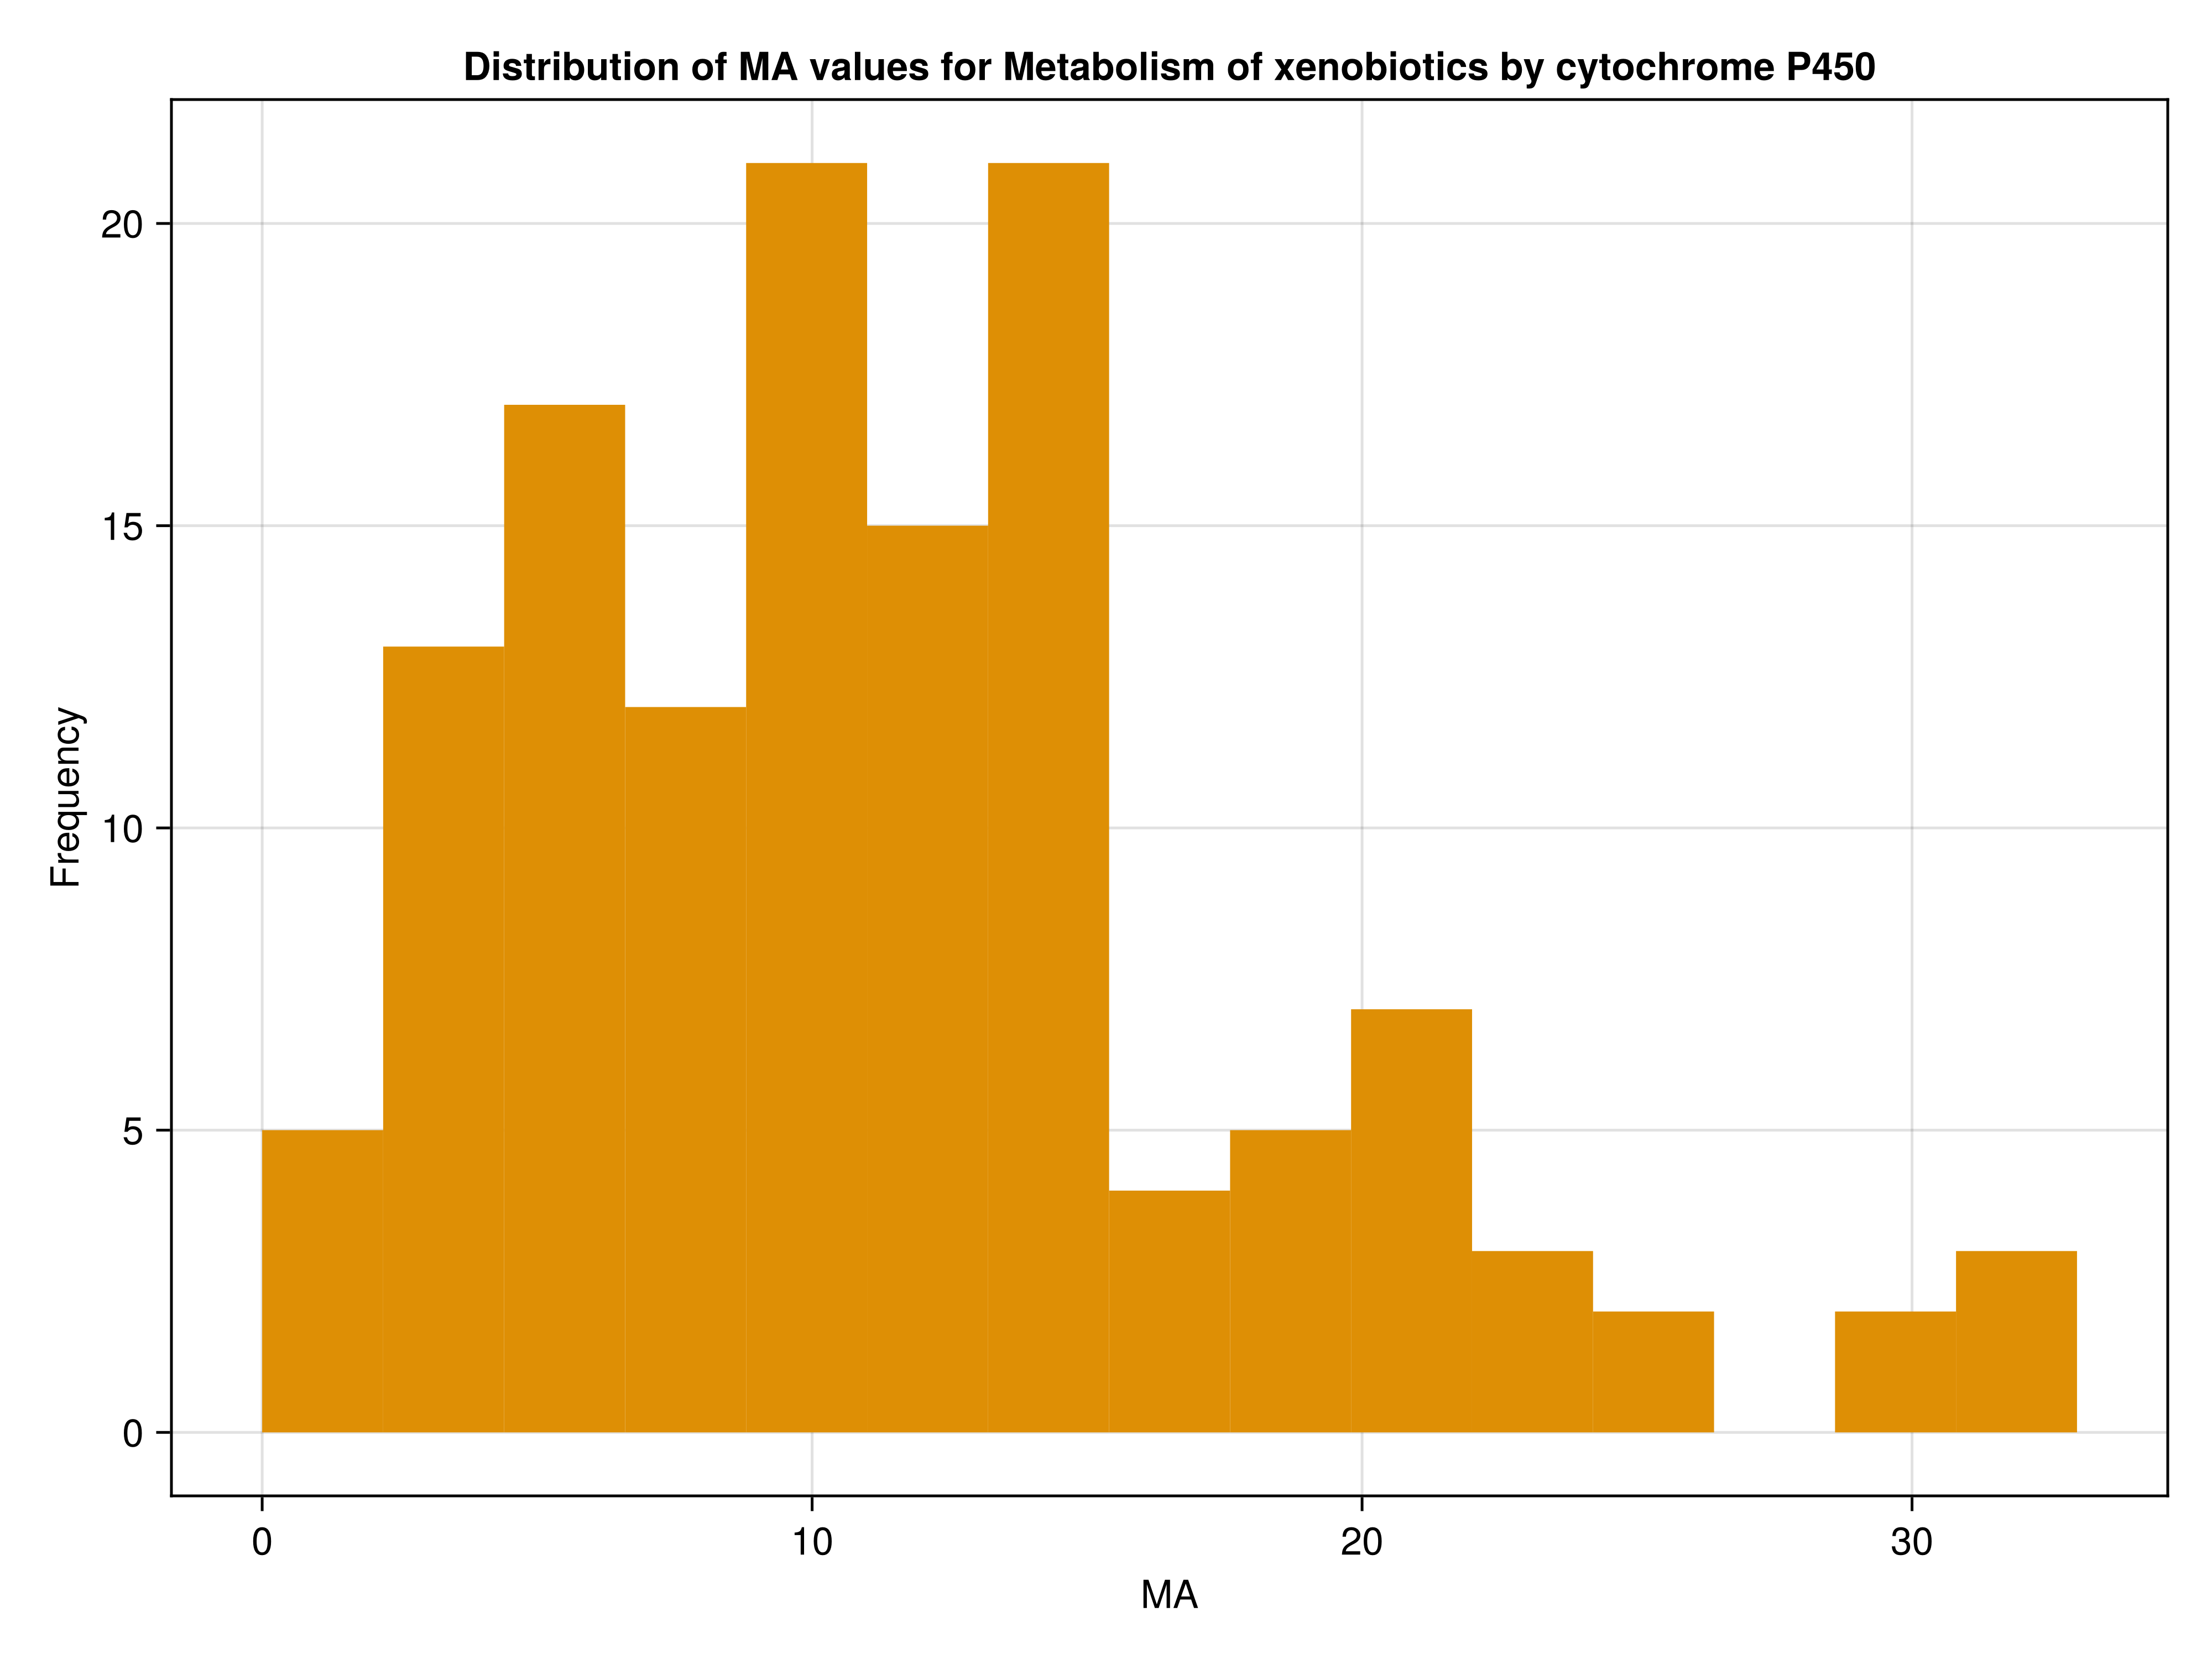 Distribution of MA values for Metabolism of xenobiotics by cytochrome P450
20
15
10
5
0
Frequency
0 10 20 30
MA